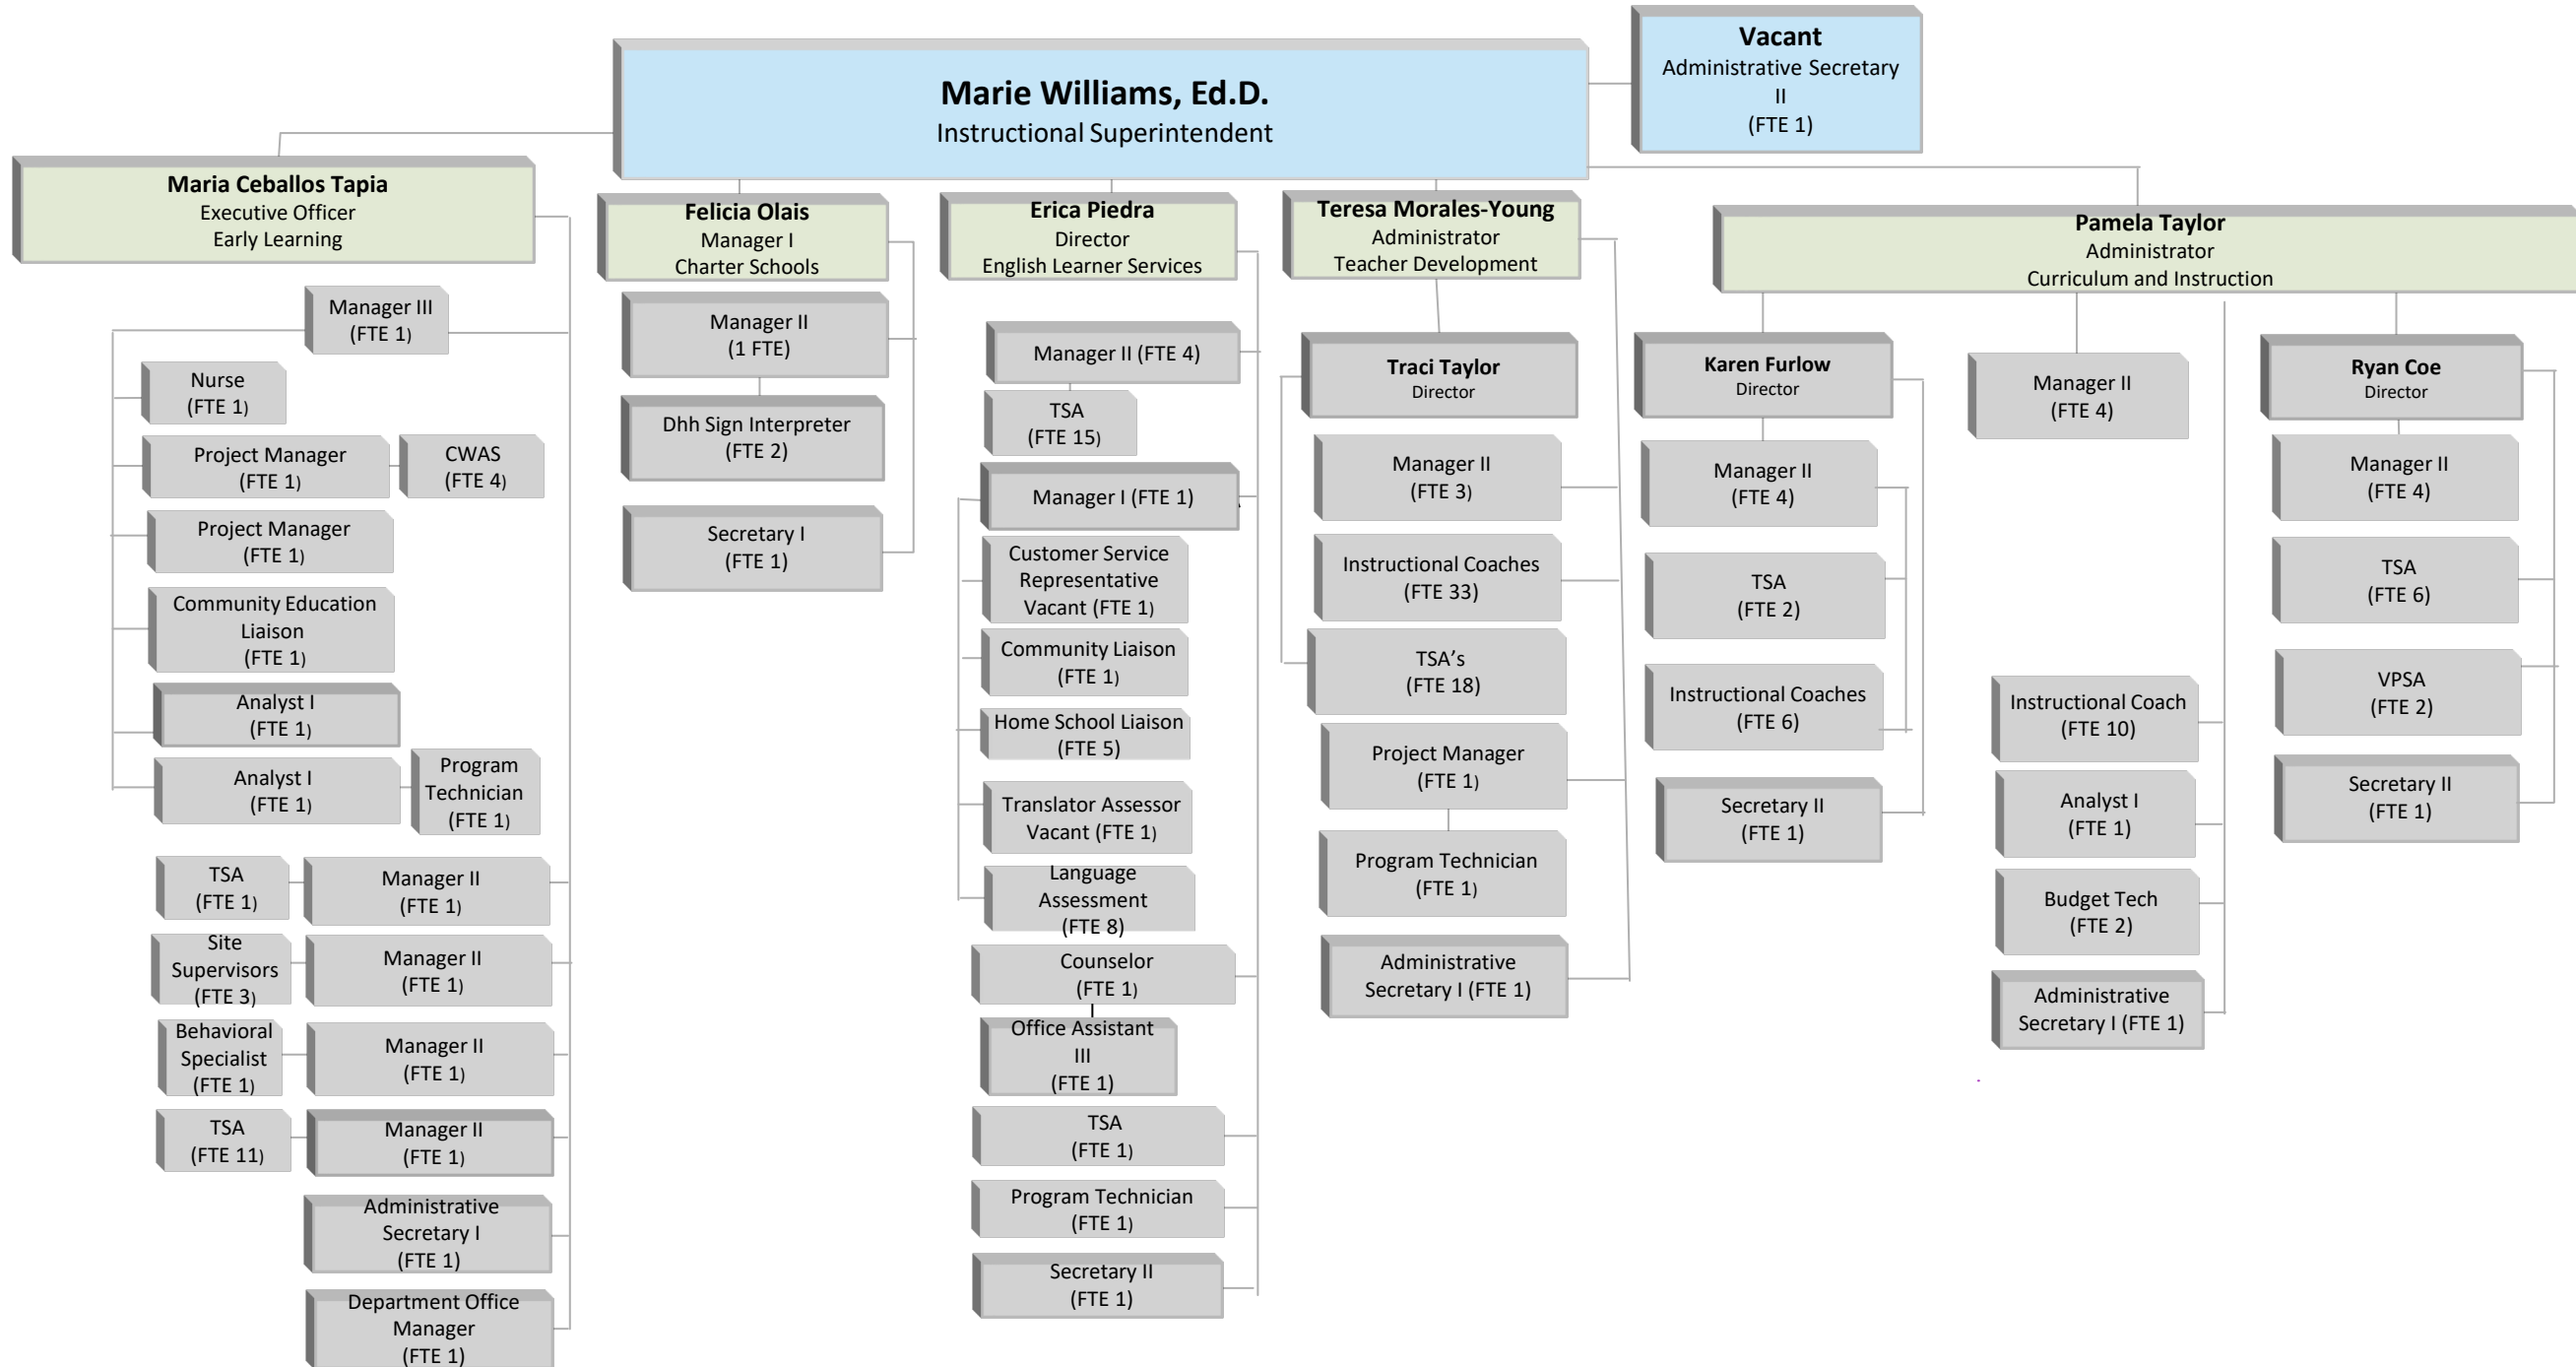 Marie Williams, Ed.D.
Instructional Superintendent
Vacant
Administrative Secretary
II
(FTE 1)
Maria Ceballos Tapia
Executive Officer
Early Learning
Manager III
(FTE 1)
Nurse
(FTE 1)
Project Manager
(FTE 1)
CWAS
(FTE 4)
Project Manager
(FTE 1)
Community Education
Liaison
(FTE 1)
Analyst I
(FTE 1)
Analyst I
(FTE 1)
Program
Technician
(FTE 1)
TSA
(FTE 1)
Manager II
(FTE 1)
Site
Supervisors
(FTE 3)
Manager II
(FTE 1)
Behavioral
Specialist
(FTE 1)
Manager II
(FTE 1)
TSA
(FTE 11)
Manager II
(FTE 1)
Administrative
Secretary I
(FTE 1)
Department Office
Manager
(FTE 1)
Felicia Olais
Manager I
Charter Schools
Manager II
(1 FTE)
Dhh Sign Interpreter
(FTE 2)
Secretary I
(FTE 1)
Erica Piedra
Director
English Learner Services
Manager II (FTE 4)
TSA
(FTE 15)
Manager I (FTE 1)
Customer Service
Representative
Vacant (FTE 1)
Community Liaison
(FTE 1)
Home School Liaison
(FTE 5)
Translator Assessor
Vacant (FTE 1)
Language
Assessment
(FTE 8)
Counselor
(FTE 1)
Office Assistant
III
(FTE 1)
TSA
(FTE 1)
Program Technician
(FTE 1)
Secretary II
(FTE 1)
Teresa Morales-Young
Administrator
Teacher Development
Traci Taylor
Director
Manager II
(FTE 3)
Instructional Coaches
(FTE 33)
TSA’s
(FTE 18)
Project Manager
(FTE 1)
Program Technician
(FTE 1)
Administrative
Secretary I (FTE 1)
Pamela Taylor
Administrator
Curriculum and Instruction
Karen Furlow
Director
Manager II
(FTE 4)
TSA
(FTE 2)
Instructional Coaches
(FTE 6)
Secretary II
(FTE 1)
Manager II
(FTE 4)
Instructional Coach
(FTE 10)
Analyst I
(FTE 1)
Budget Tech
(FTE 2)
Administrative
Secretary I (FTE 1)
Ryan Coe
Director
Manager II
(FTE 4)
TSA
(FTE 6)
VPSA
(FTE 2)
Secretary II
(FTE 1)